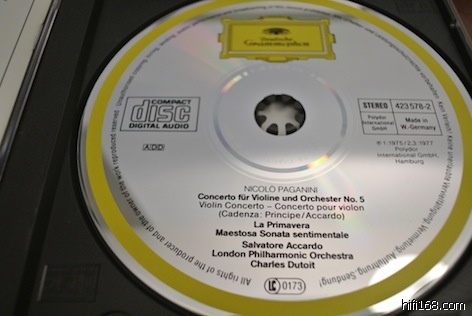 Deutsche
Grammophon
COMPACT
disc
DIGITAL AUDIO
STEREO 423 578-2
Polydor
International
GmbH
Made in
W.-Germany
ADD
℗ 1: 1975 / 2, 3: 1977
Polydor
International GmbH,
Hamburg
NICOLÒ PAGANINI
Concerto für Violine und Orchester No. 5
Violin Concerto – Concerto pour violon
(Cadenza: Principe/Accardo)
La Primavera
Maestosa Sonata sentimentale
Salvatore Accardo
London Philharmonic Orchestra
Charles Dutoit
LC 0173
All rights of the producer and of the owner of the work reproduced reserved.
hifi168.com